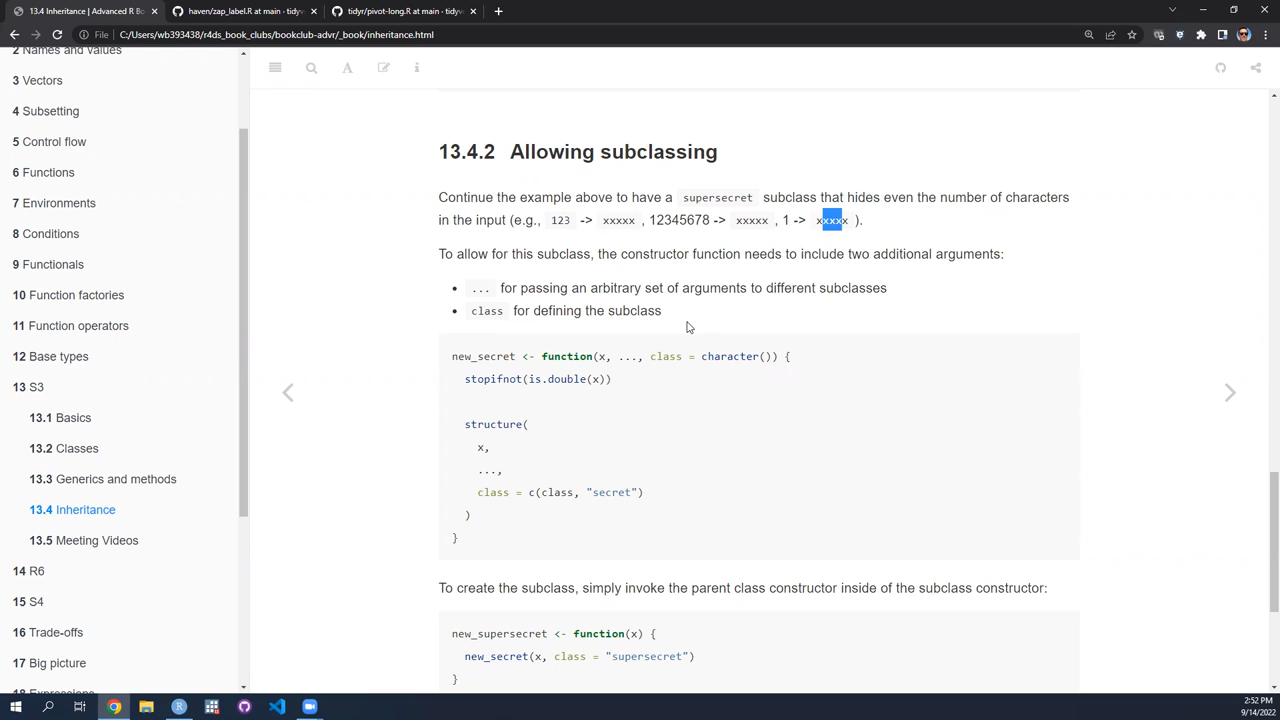 13.4 Inheritance | Advanced R Bo
haven/zap_label.R at main · tidyv
tidyr/pivot-long.R at main · tidyv
File
C:/Users/wb393438/r4ds_book_clubs/bookclub-advr/_book/inheritance.html
2 Names and Values
3 Vectors
4 Subsetting
5 Control flow
6 Functions
7 Environments
8 Conditions
9 Functionals
10 Function factories
11 Function operators
12 Base types
13 S3
13.1 Basics
13.2 Classes
13.3 Generics and methods
13.4 Inheritance
13.5 Meeting Videos
14 R6
15 S4
16 Trade-offs
17 Big picture
18 Expressions
13.4.2 Allowing subclassing
Continue the example above to have a supersecret subclass that hides even the number of characters
in the input (e.g., 123 -> xxxxx , 12345678 -> xxxxx , 1 -> xxxxx ).
To allow for this subclass, the constructor function needs to include two additional arguments:
• ... for passing an arbitrary set of arguments to different subclasses
• class for defining the subclass
new_secret <- function(x, ..., class = character()) {
stopifnot(is.double(x))
structure(
x,
...,
class = c(class, "secret")
)
}
To create the subclass, simply invoke the parent class constructor inside of the subclass constructor:
new_supersecret <- function(x) {
new_secret(x, class = "supersecret")
}
2:52 PM
9/14/2022